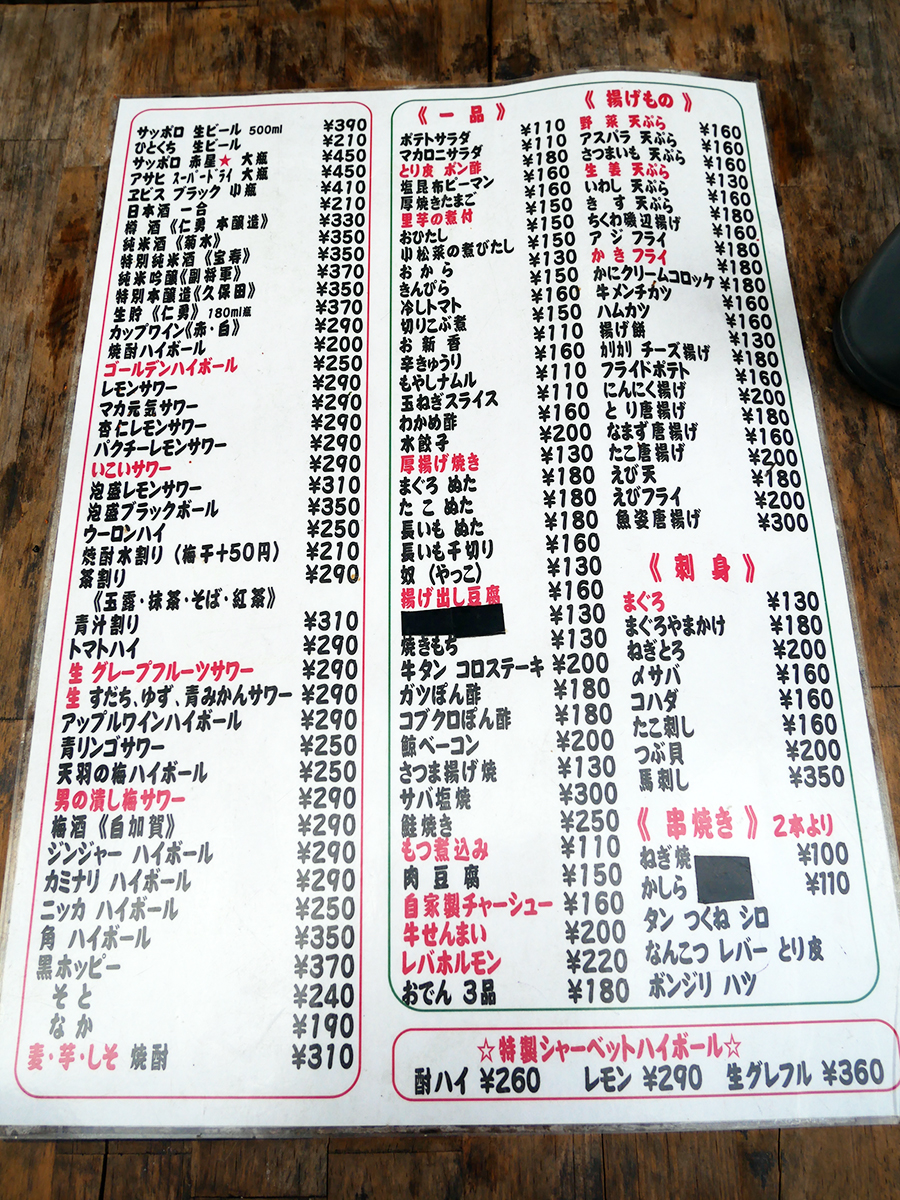 サッポロ 生ビール 500ml ¥390
ひとくち 生ビール ¥210
サッポロ 赤星★ 大瓶 ¥450
アサヒ スーパードライ 大瓶 ¥450
ヱビス ブラック 小瓶 ¥410
日本酒 一合 ¥210
樽 酒《仁勇 本醸造》 ¥330
純米酒《菊水》 ¥350
特別純米酒《宝春》 ¥350
純米吟醸《副将軍》 ¥370
特別本醸造《久保田》 ¥350
生貯《仁勇》180ml瓶 ¥370
カップワイン《赤・白》 ¥290
焼酎ハイボール ¥200
ゴールデンハイボール ¥250
レモンサワー ¥290
マカ元気サワー ¥290
杏仁レモンサワー ¥290
パクチーレモンサワー ¥290
いこいサワー ¥290
泡盛レモンサワー ¥310
泡盛ブラックボール ¥350
ウーロンハイ ¥250
焼酎水割り(梅干+50円) ¥210
茶割り ¥290
《玉露・抹茶・そば・紅茶》
青汁割り ¥310
トマトハイ ¥290
生 グレープフルーツサワー ¥290
生 すだち、ゆず、青みかんサワー ¥290
アップルワインハイボール ¥290
青リンゴサワー ¥250
天羽の梅ハイボール ¥250
男の潰し梅サワー ¥290
梅酒《白加賀》 ¥290
ジンジャー ハイボール ¥290
カミナリ ハイボール ¥290
ニッカ ハイボール ¥250
角 ハイボール ¥350
黒ホッピー ¥370
そと ¥240
なか ¥190
麦・芋・しそ 焼酎 ¥310
《 一 品 》
ポテトサラダ
マカロニサラダ
とり皮 ポン酢
塩昆布ピーマン
厚焼きたまご
里芋の煮付
おひたし
小松菜の煮びたし
おから
きんぴら
冷しトマト
切りこぶ煮
お新香
辛きゅうり
もやしナムル
玉ねぎスライス
わかめ酢
水餃子
厚揚げ焼き
まぐろ ぬた
たこ ぬた
長いも ぬた
長いも千切り
奴 (やっこ)
揚げ出し豆腐
焼きもち
牛タン コロステーキ
ガツぽん酢
コブクロぽん酢
鯨ベーコン
さつま揚げ焼
サバ塩焼
鮭焼き
もつ煮込み
肉 豆 腐
自家製チャーシュー
牛せんまい
レバホルモン
おでん 3品
¥110
¥180
¥160
¥160
¥150
¥150
¥130
¥150
¥160
¥150
¥110
¥160
¥110
¥110
¥160
¥200
¥130
¥180
¥180
¥180
¥160
¥130
¥160
¥130
¥130
¥200
¥180
¥180
¥200
¥130
¥300
¥250
¥110
¥150
¥160
¥200
¥220
¥180
《 揚げもの 》
野菜 天ぷら ¥160
アスパラ 天ぷら ¥160
さつまいも 天ぷら ¥160
生姜 天ぷら ¥130
いわし 天ぷら ¥160
きす 天ぷら ¥180
ちくわ磯辺揚げ ¥160
アジ フライ ¥180
かきフライ ¥180
かにクリームコロッケ ¥180
牛メンチカツ ¥160
ハムカツ ¥160
揚げ餅 ¥130
カリカリ チーズ揚げ ¥180
フライドポテト ¥160
にんにく揚げ ¥200
とり唐揚げ ¥180
なまず唐揚げ ¥160
たこ唐揚げ ¥200
えび天 ¥180
えびフライ ¥200
魚姿唐揚げ ¥300
《 刺 身 》
まぐろ ¥130
まぐろやまかけ ¥180
ねぎとろ ¥200
〆サバ ¥160
コハダ ¥160
たこ刺し ¥160
つぶ貝 ¥200
馬刺し ¥350
《 串焼き 》 2本より
ねぎ焼 ¥100
かしら ¥110
タン つくね シロ
なんこつ レバー とり皮
ボンジリ ハツ
☆特製シャーベットハイボール☆
酎ハイ ¥260 レモン ¥290 生グレフル ¥360